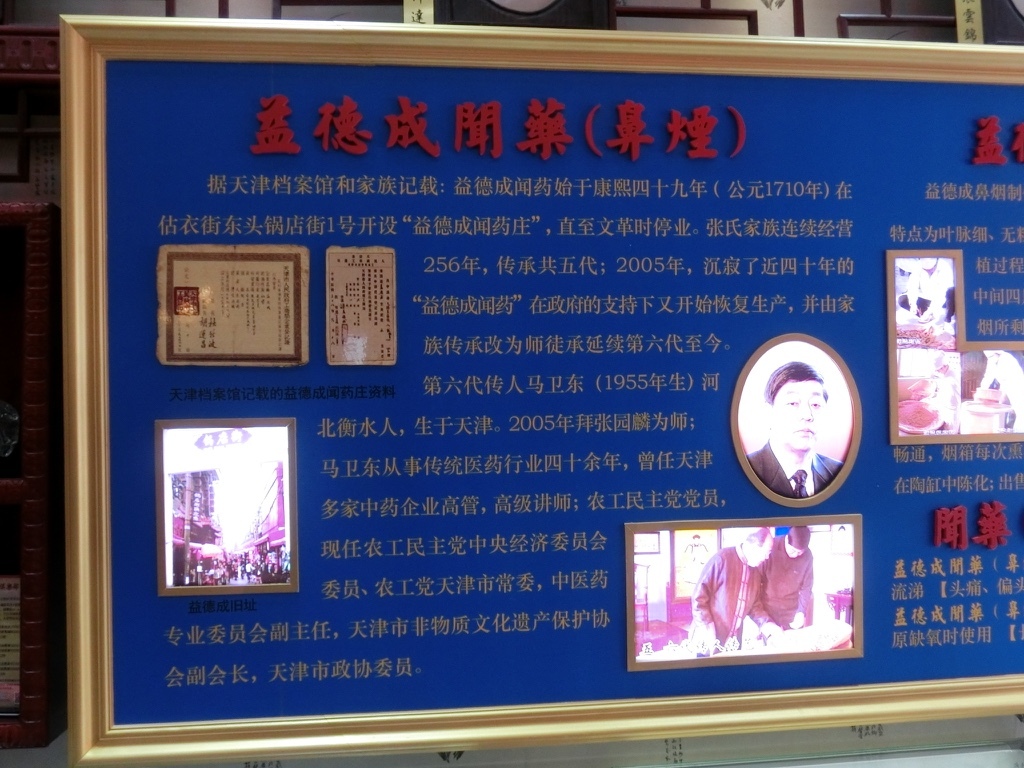 益德成聞藥(鼻煙)
据天津档案馆和家族记载:益德成闻药始于康熙四十九年(公元1710年)在
估衣街东头锅店街1号开设“益德成闻药庄”,直至文革时停业。张氏家族连续经营
256年,传承共五代;2005年,沉寂了近四十年的
“益德成闻药”在政府的支持下又开始恢复生产,并由家
族传承改为师徒承延续第六代至今。
第六代传人马卫东(1955年生)河
北衡水人,生于天津。2005年拜张园麟为师;
马卫东从事传统医药行业四十余年,曾任天津
多家中药企业高管,高级讲师;农工民主党党员,
现任农工民主党中央经济委员会
委员、农工党天津市常委,中医药
专业委员会副主任,天津市非物质文化遗产保护协
会副会长,天津市政协委员。
天津档案馆记载的益德成闻药庄资料
益德成旧址
益
益德成鼻烟制
特点为叶脉细、无
植过程
中间四
烟所剩
畅通,烟箱每次熏
在陶缸中陈化;出售
聞藥
益德成聞藥(鼻
流涕【头痛、偏头
益德成聞藥(鼻
原缺氧时使用【